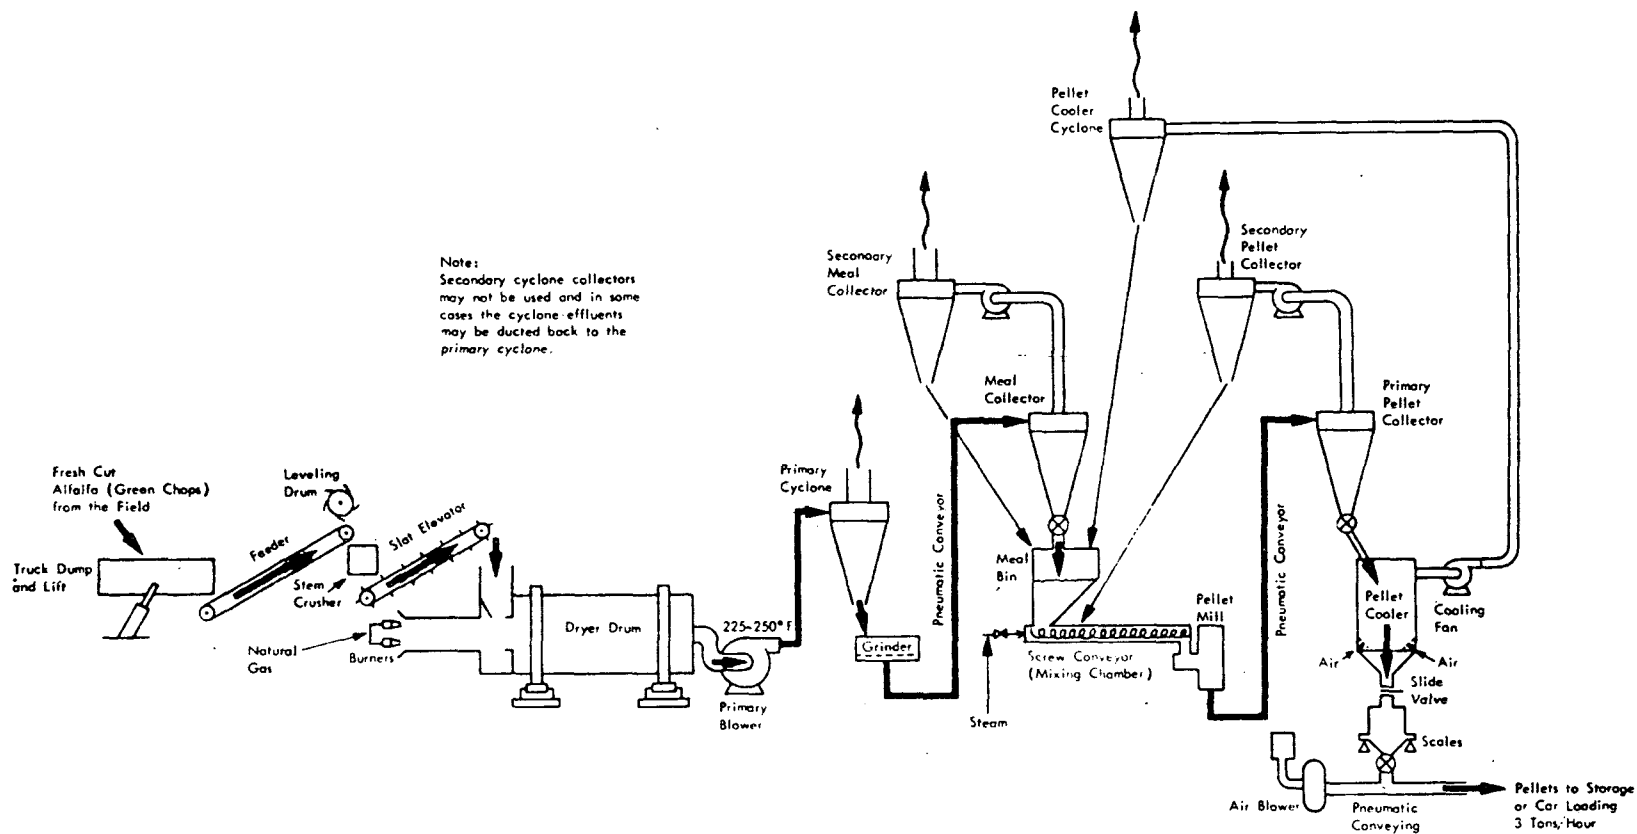 Pellet
Cooler
Cyclone
Secondary
Pellet
Collector
Secondary
Meal
Collector
Note:
Secondary cyclone collectors
may not be used and in some
cases the cyclone effluents
may be ducted back to the
primary cyclone.
Meal
Collector
Primary
Pellet
Collector
Fresh Cut
Alfalfa (Green Chops)
from the Field
Leveling
Drum
Primary
Cyclone
Feeder
Slat Elevator
Pneumatic Conveyor
Pneumatic Conveyor
Truck Dump
and Lift
Stem
Crusher
Meal
Bin
Pellet
Mill
Pellet
Cooler
Cooling
Fan
Dryer Drum
225-250° F
Natural
Gas
Burners
Grinder
Screw Conveyor
(Mixing Chamber)
Air
Air
Slide
Valve
Primary
Blower
Steam
Scales
Air Blower
Pneumatic
Conveying
Pellets to Storage
or Car Loading
3 Tons/Hour